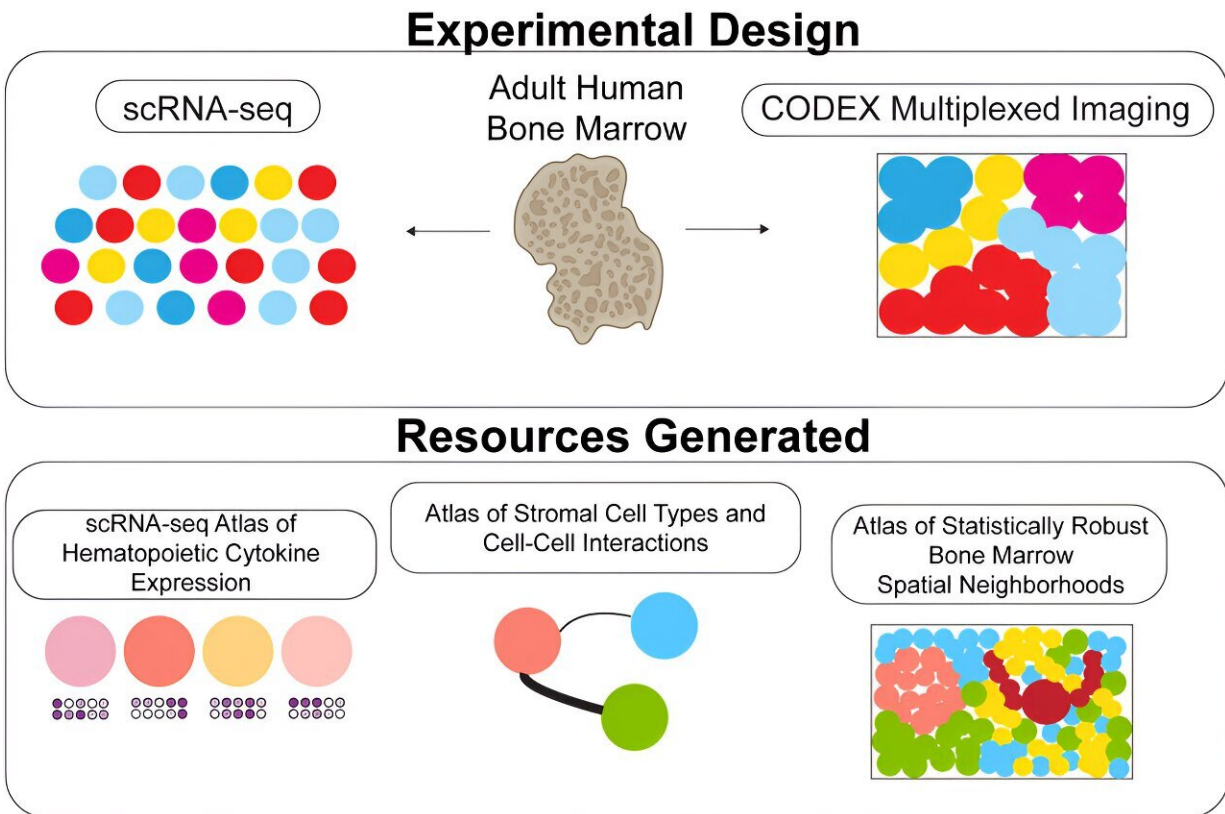 Experimental Design
scRNA-seq
Adult Human
Bone Marrow
CODEX Multiplexed Imaging
Resources Generated
scRNA-seq Atlas of
Hematopoietic Cytokine
Expression
Atlas of Stromal Cell Types and
Cell-Cell Interactions
Atlas of Statistically Robust
Bone Marrow
Spatial Neighborhoods